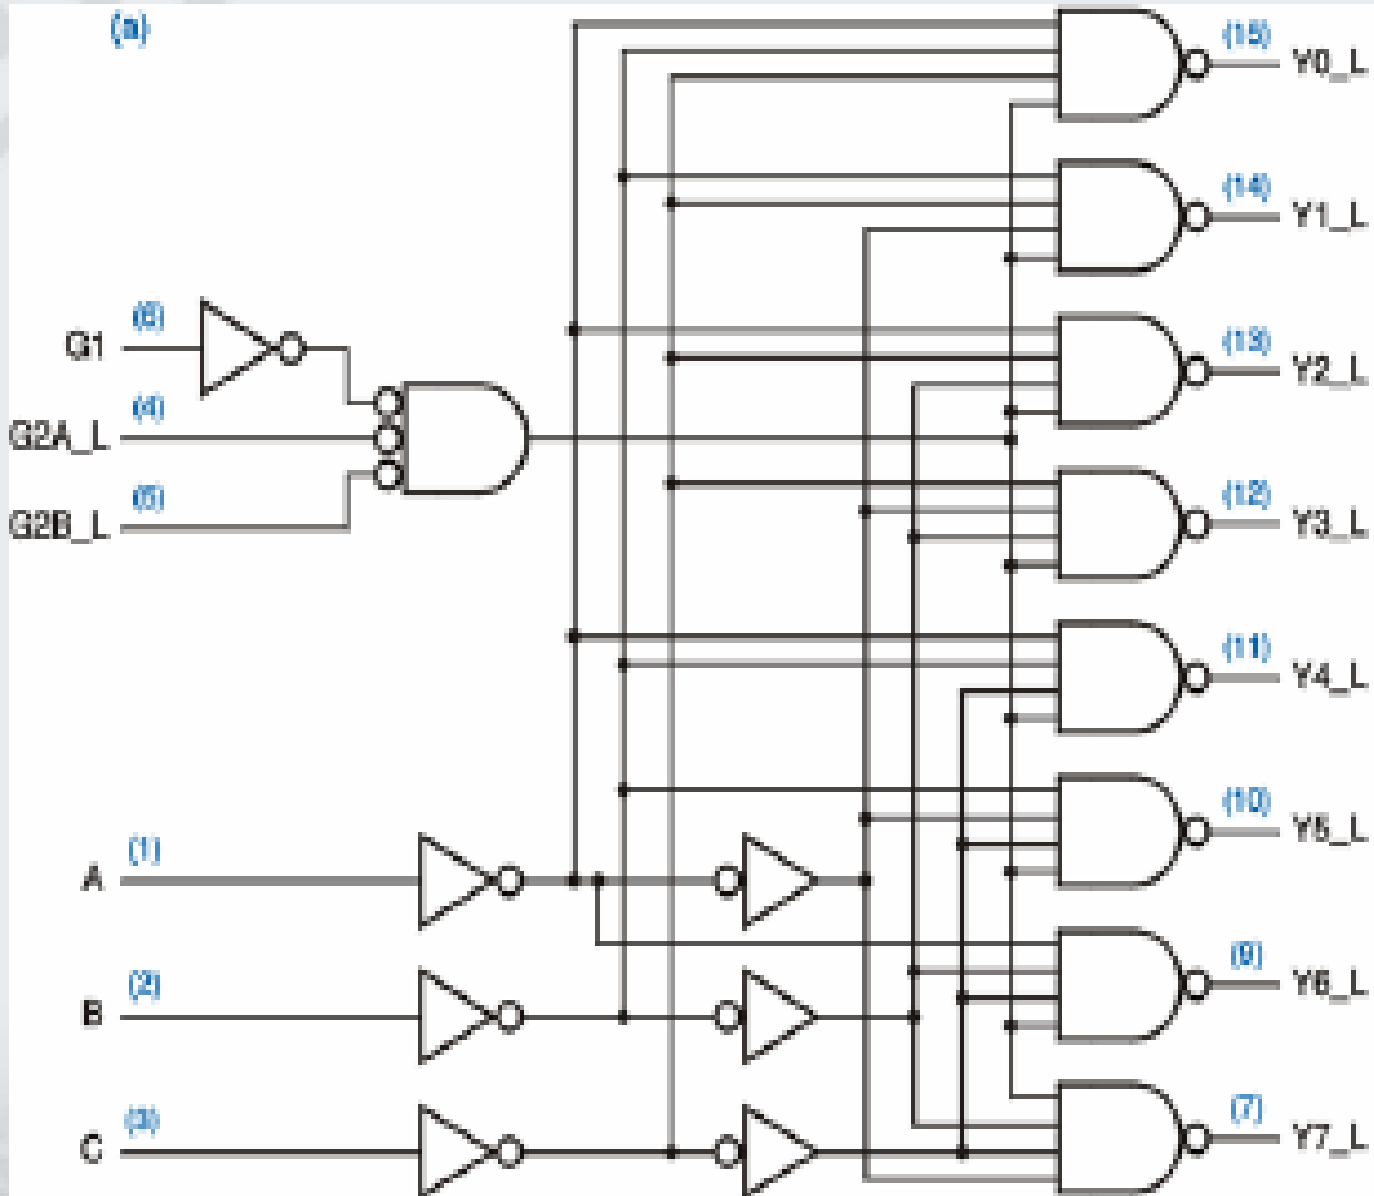 (a)
(15)
Y0_L
(14)
Y1_L
G1
(6)
(13)
Y2_L
G2A_L
(4)
G2B_L
(5)
(12)
Y3_L
(11)
Y4_L
(10)
Y5_L
A
(1)
(9)
Y6_L
B
(2)
(7)
Y7_L
C
(3)